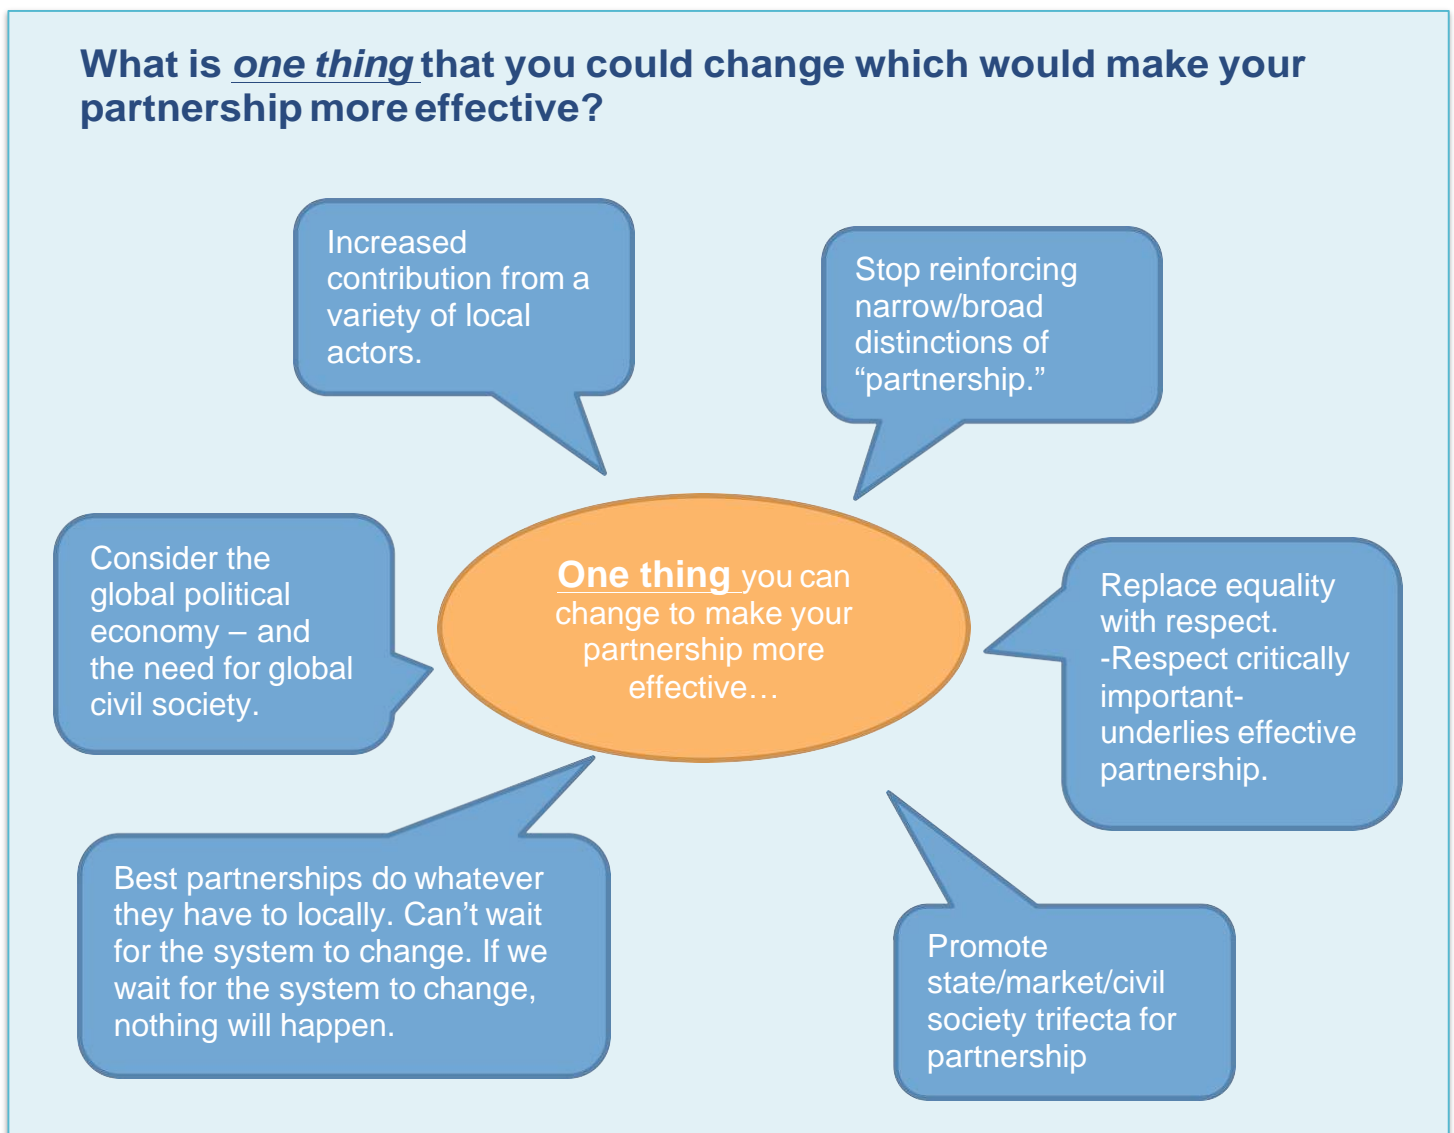 What is one thing that you could change which would make your
partnership more effective?
Increased
contribution from a
variety of local
actors.
Stop reinforcing
narrow/broad
distinctions of
“partnership.”
Consider the
global political
economy – and
the need for global
civil society.
One thing you can
change to make your
partnership more
effective…
Replace equality
with respect.
-Respect critically
important-
underlies effective
partnership.
Best partnerships do whatever
they have to locally. Can’t wait
for the system to change. If we
wait for the system to change,
nothing will happen.
Promote
state/market/civil
society trifecta for
partnership